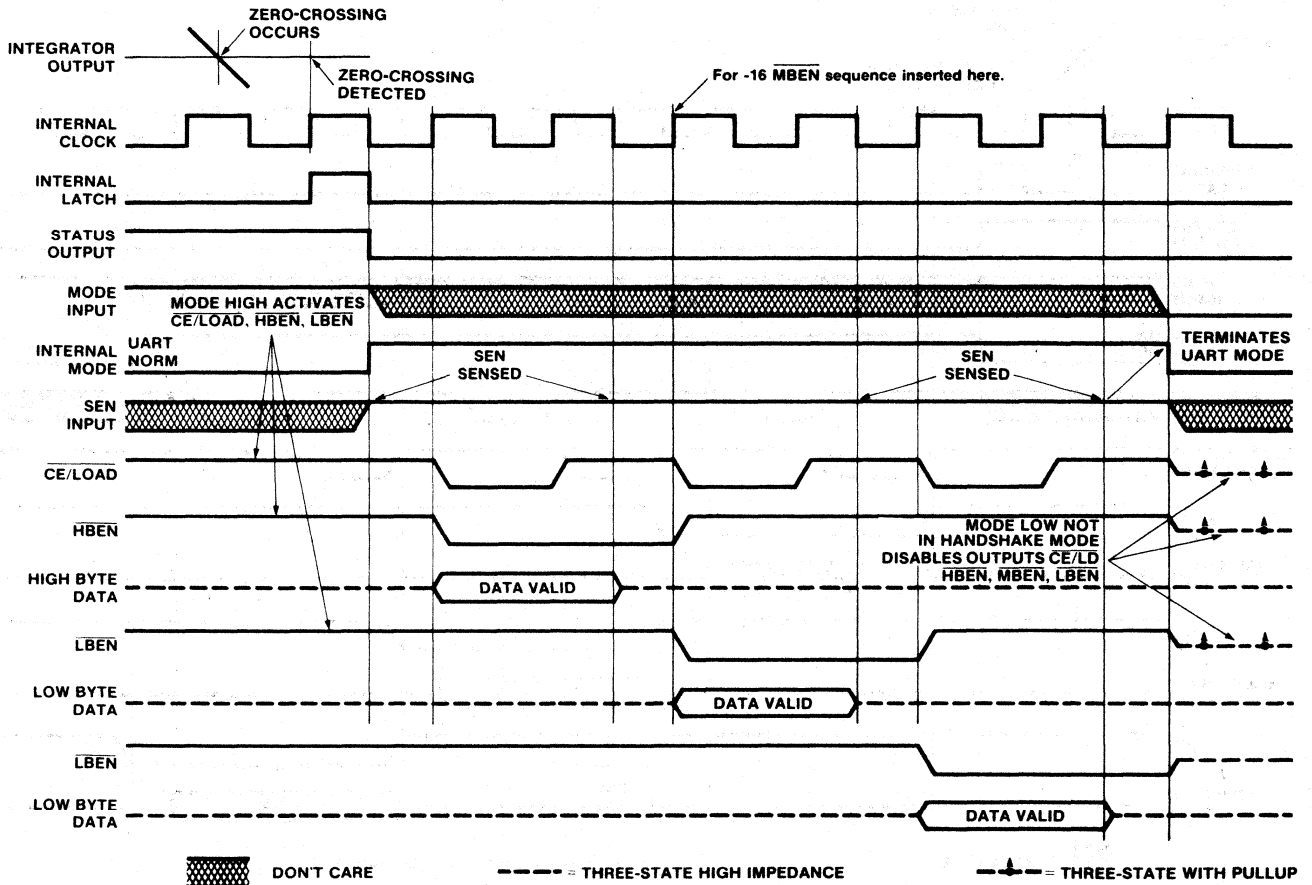 ZERO-CROSSING
OCCURS
INTEGRATOR
OUTPUT
ZERO-CROSSING
DETECTED
For -16 MBEN sequence inserted here.
INTERNAL
CLOCK
INTERNAL
LATCH
STATUS
OUTPUT
MODE
INPUT
MODE HIGH ACTIVATES
CE/LOAD, HBEN, LBEN
INTERNAL
MODE
UART
NORM
SEN
SENSED
SEN
SENSED
TERMINATES
UART MODE
SEN
INPUT
CE/LOAD
HBEN
MODE LOW NOT
IN HANDSHAKE MODE
DISABLES OUTPUTS CE/LD
HBEN, MBEN, LBEN
HIGH BYTE
DATA
DATA VALID
LBEN
LOW BYTE
DATA
DATA VALID
LBEN
LOW BYTE
DATA
DATA VALID
DON'T CARE
= THREE-STATE HIGH IMPEDANCE
= THREE-STATE WITH PULLUP